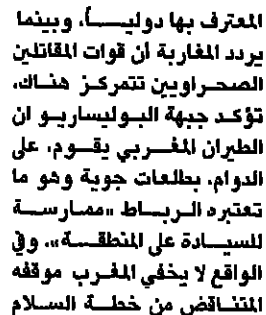 المعترف بها دوليـــاً، وبينما
يردد المغاربة أن قوات المقاتلين
الصحراويين تتمركز هناك،
تؤكد جبهة البوليساريو ان
الطيران المغربي يقوم، على
الدوام، بطلعات جوية وهو ما
تعتبره الرباط «ممارسة
للسيادة على المنطقة»، وفي
الواقع لا يخفي المغرب موقفه
المتناقض من خطة السلام